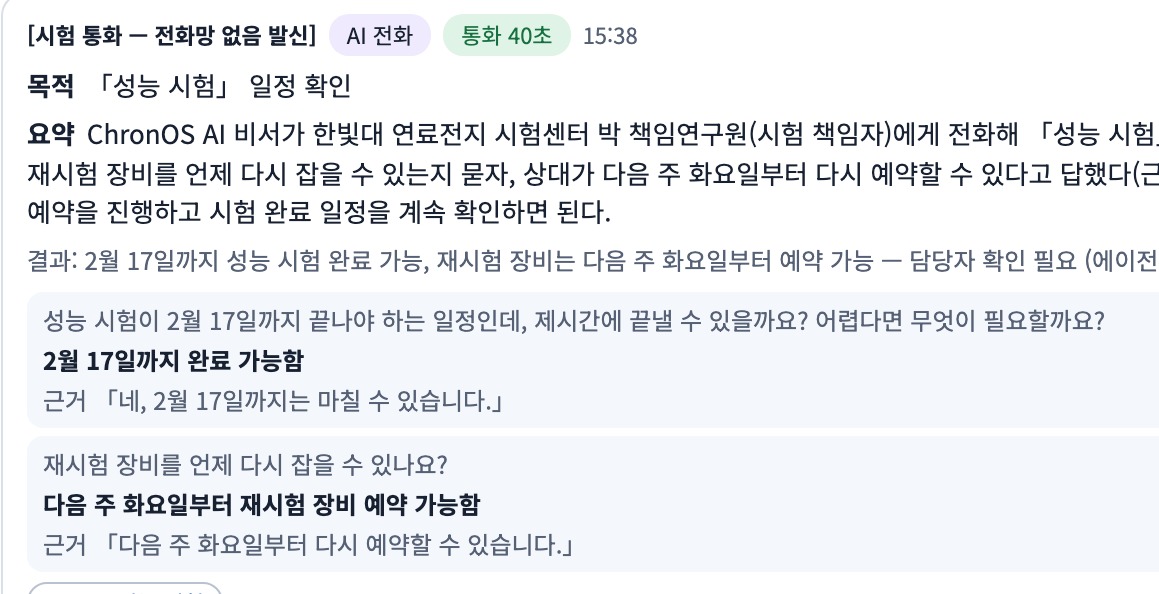 [시험 통화 — 전화망 없음 발신] AI 전화 통화 40초 15:38
목적 「성능 시험」 일정 확인
요약 ChronOS AI 비서가 한빛대 연료전지 시험센터 박 책임연구원(시험 책임자)에게 전화해 「성능 시험」
재시험 장비를 언제 다시 잡을 수 있는지 묻자, 상대가 다음 주 화요일부터 다시 예약할 수 있다고 답했다(근
예약을 진행하고 시험 완료 일정을 계속 확인하면 된다.
결과: 2월 17일까지 성능 시험 완료 가능, 재시험 장비는 다음 주 화요일부터 예약 가능 — 담당자 확인 필요 (에이전
성능 시험이 2월 17일까지 끝나야 하는 일정인데, 제시간에 끝낼 수 있을까요? 어렵다면 무엇이 필요할까요?
2월 17일까지 완료 가능함
근거 「네, 2월 17일까지는 마칠 수 있습니다.」
재시험 장비를 언제 다시 잡을 수 있나요?
다음 주 화요일부터 재시험 장비 예약 가능함
근거 「다음 주 화요일부터 다시 예약할 수 있습니다.」